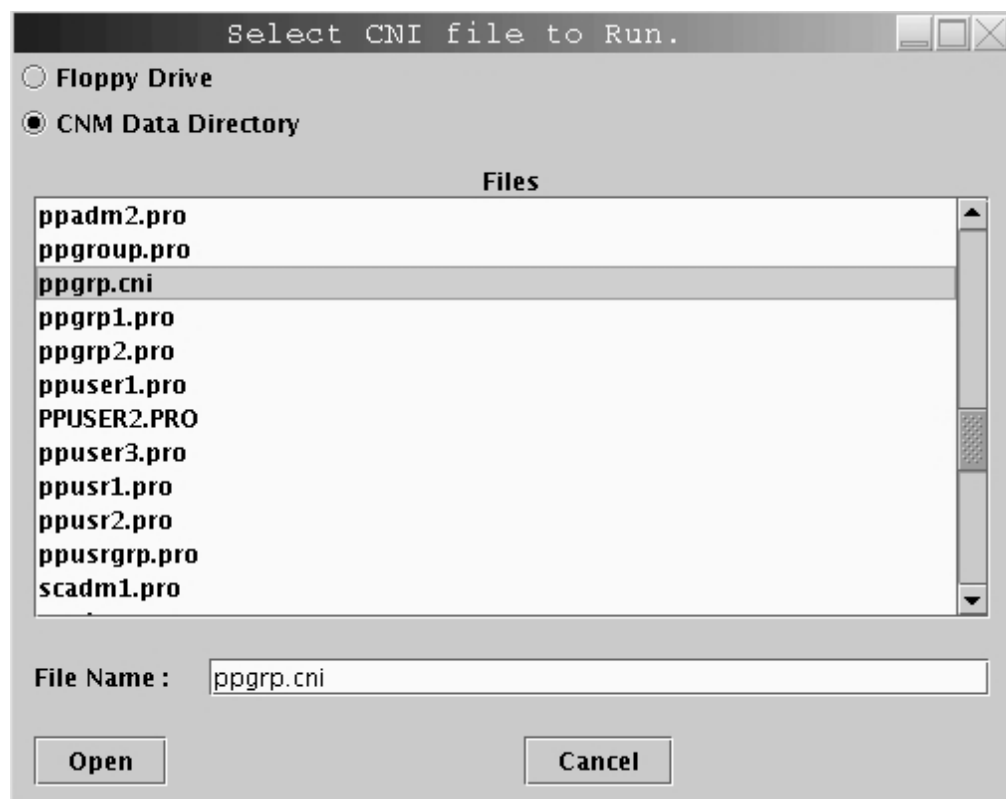 Select CNI file to Run.
Floppy Drive
CNM Data Directory
Files
ppadm2.pro
ppgroup.pro
ppgrp.cni
ppgrp1.pro
ppgrp2.pro
ppuser1.pro
PPUSER2.PRO
ppuser3.pro
ppusr1.pro
ppusr2.pro
ppusrgrp.pro
scadm1.pro
File Name : ppgrp.cni
Open Cancel